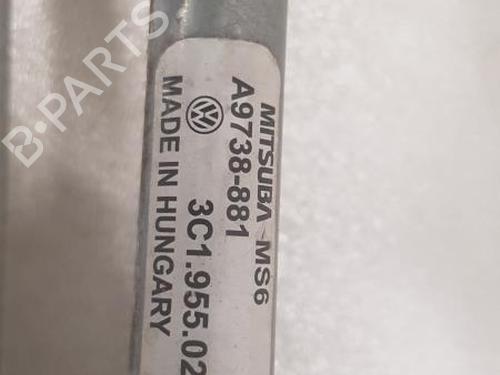 MITSUBA MS6
A9738-881
3C1.955.02
MADE IN HUNGARY
B-PARTS